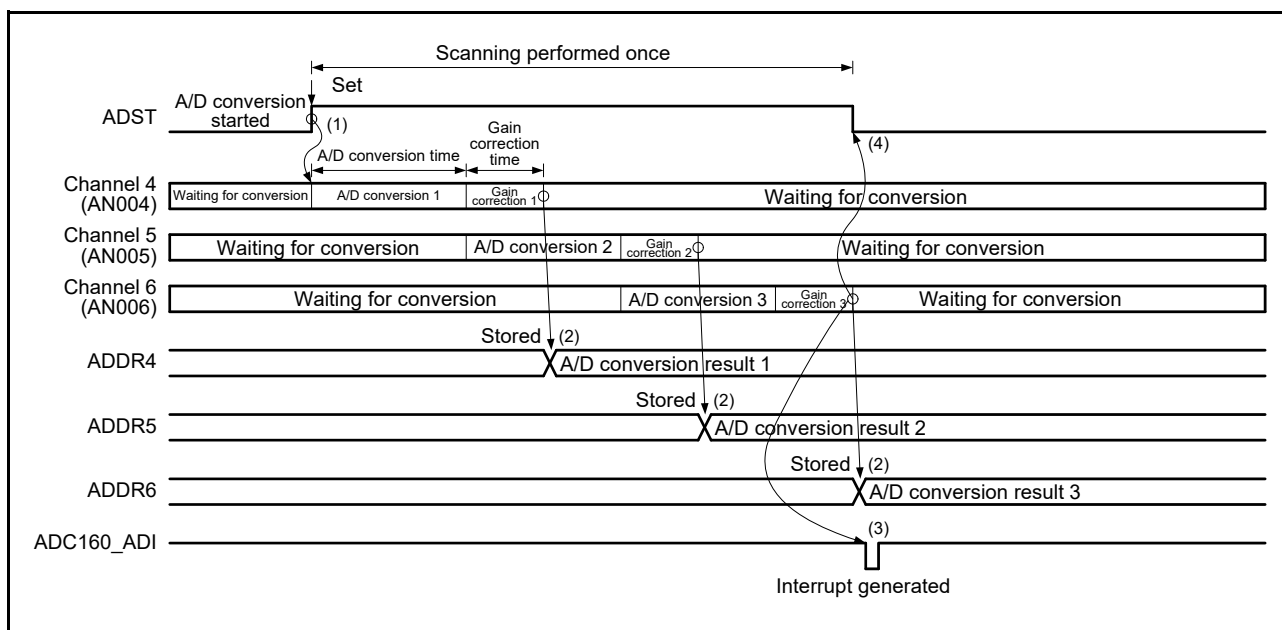 Scanning performed once
Set
ADST
A/D conversion
started
(1)
(4)
A/D conversion time
Gain
correction
time
Channel 4
(AN004)
Waiting for conversion
A/D conversion 1
Gain
correction 1
Waiting for conversion
Channel 5
(AN005)
Waiting for conversion
A/D conversion 2
Gain
correction 2
Waiting for conversion
Channel 6
(AN006)
Waiting for conversion
A/D conversion 3
Gain
correction 3
Waiting for conversion
Stored (2)
ADDR4
A/D conversion result 1
Stored (2)
ADDR5
A/D conversion result 2
Stored (2)
ADDR6
A/D conversion result 3
ADC160_ADI
(3)
Interrupt generated